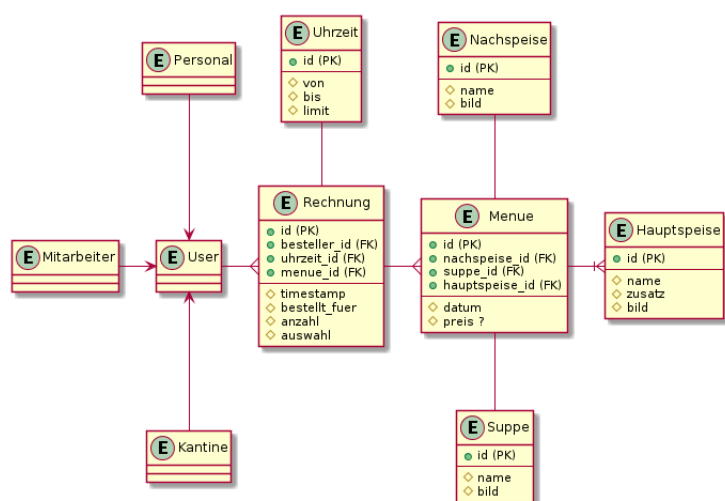 E Uhrzeit
id (PK)
von
bis
limit
E Nachspeise
id (PK)
name
bild
E Personal
E Rechnung
id (PK)
besteller_id (FK)
uhrzeit_id (FK)
menue_id (FK)
timestamp
bestellt_fuer
anzahl
auswahl
E Menue
id (PK)
nachspeise_id (FK)
suppe_id (FK)
hauptspeise_id (FK)
datum
preis ?
E Hauptspeise
id (PK)
name
zusatz
bild
E Mitarbeiter
E User
E Kantine
E Suppe
id (PK)
name
bild